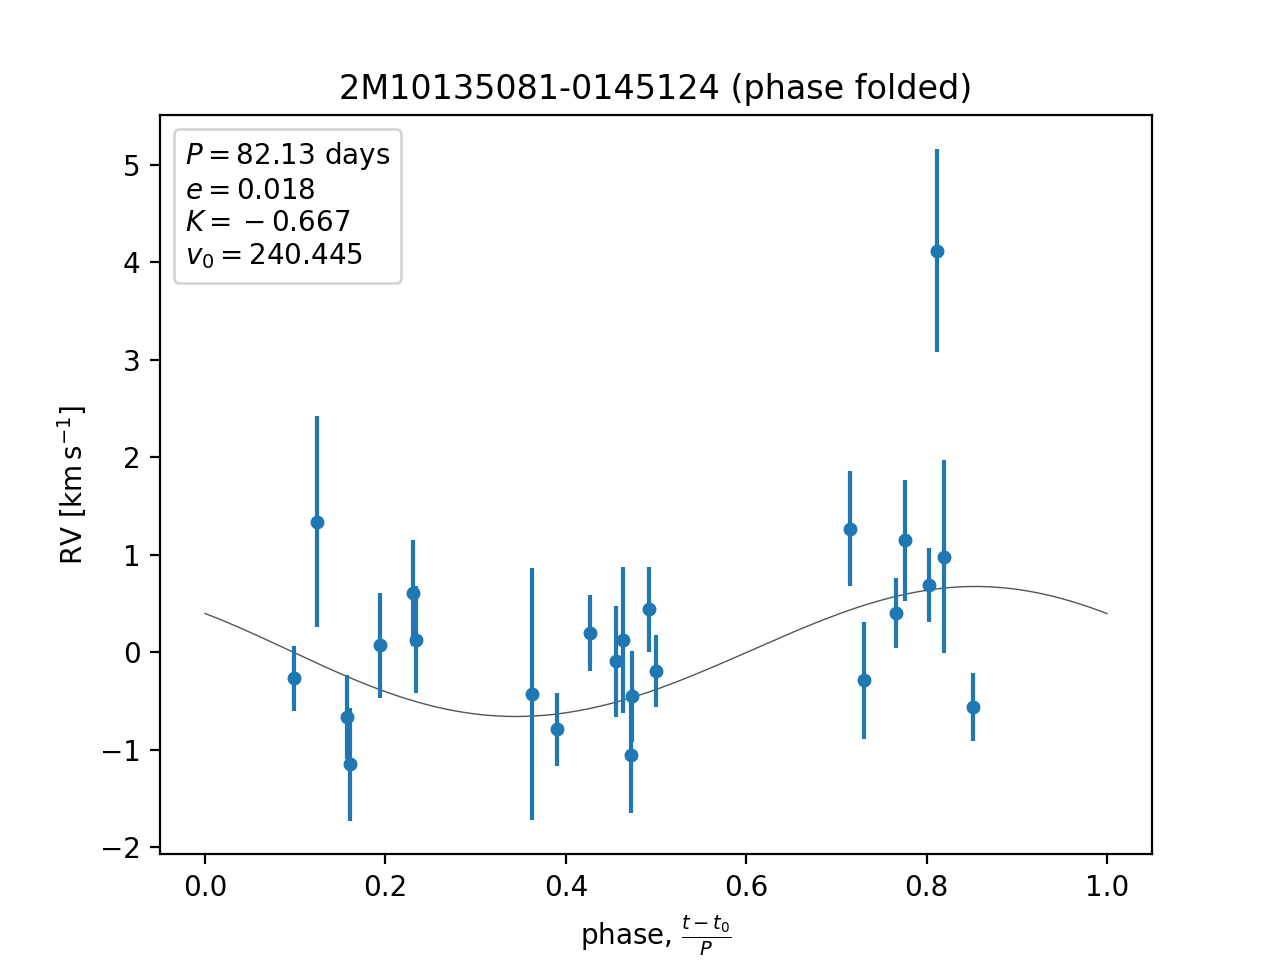 2M10135081-0145124 (phase folded)
P = 82.13 days
e = 0.018
K = −0.667
v₀ = 240.445
5
4
3
2
1
0
−1
−2
RV [km s⁻¹]
0.0 0.2 0.4 0.6 0.8 1.0
phase, (t − t₀)/P